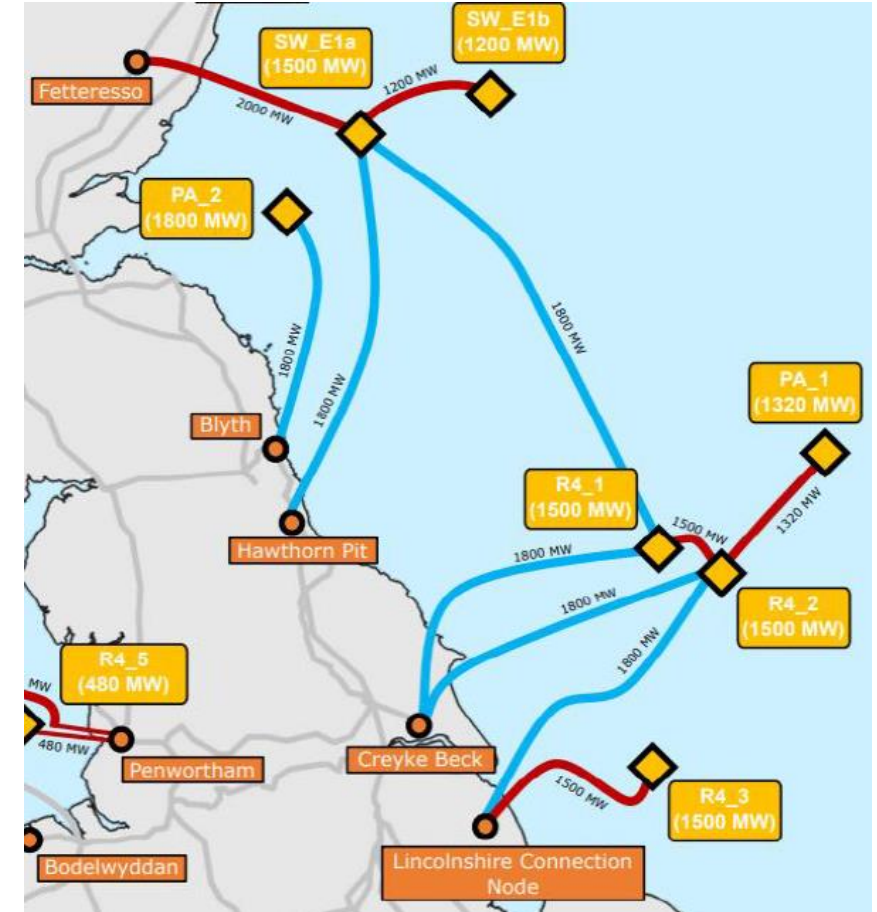 SW_E1b
(1200 MW)
SW_E1a
(1500 MW)
Fetteresso
2000 MW
1200 MW
PA_2
(1800 MW)
1800 MW
1800 MW
1800 MW
Blyth
Hawthorn Pit
PA_1
(1320 MW)
1320 MW
R4_1
(1500 MW)
1500 MW
1800 MW
1800 MW
1800 MW
R4_2
(1500 MW)
R4_5
(480 MW)
MW
480 MW
Penwortham
Creyke Beck
1500 MW
R4_3
(1500 MW)
Bodelwyddan
Lincolnshire Connection
Node